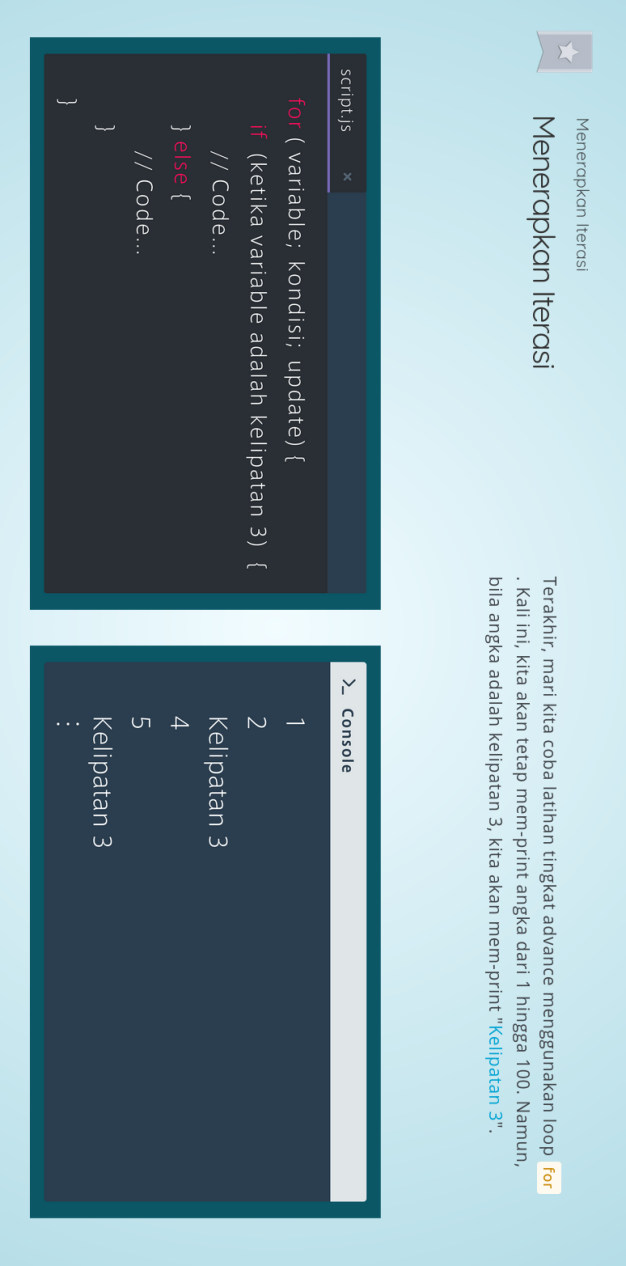 Menerapkan Iterasi
Menerapkan Iterasi
Terakhir, mari kita coba latihan tingkat advance menggunakan loop for
. Kali ini, kita akan tetap mem-print angka dari 1 hingga 100. Namun,
bila angka adalah kelipatan 3, kita akan mem-print "Kelipatan 3".
script.js ×
for ( variable; kondisi; update) {
if (ketika variable adalah kelipatan 3) {
// Code...
} else {
// Code...
}
}
>_ Console
1
2
Kelipatan 3
4
5
Kelipatan 3
: